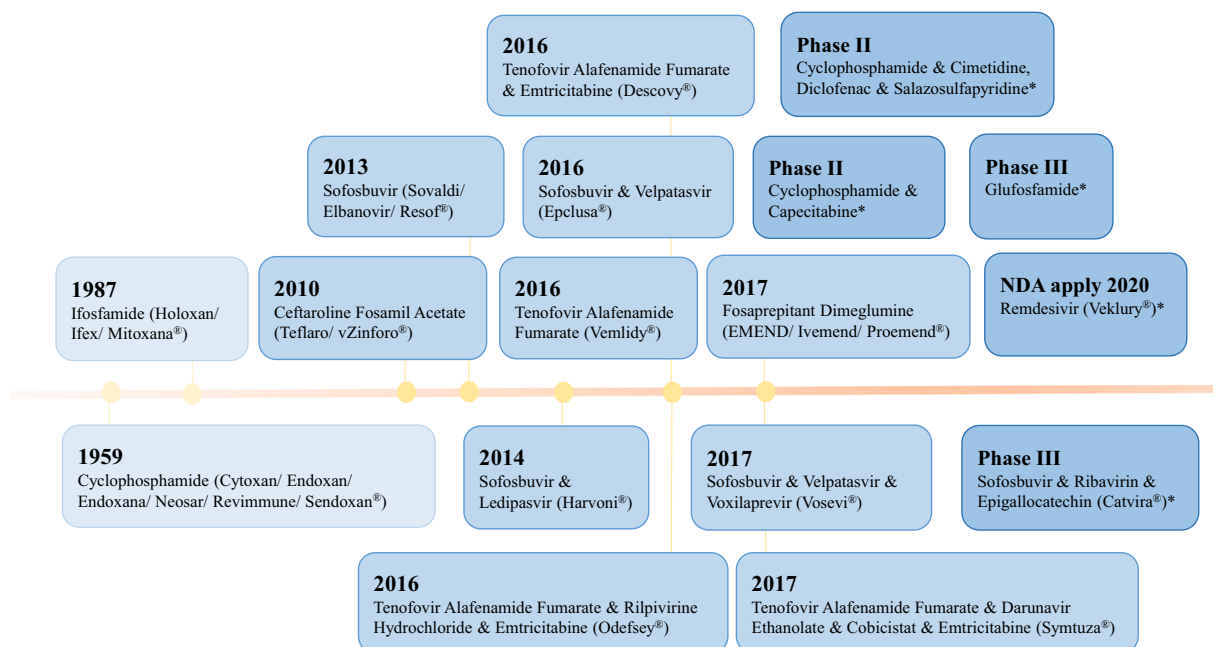 2016
Tenofovir Alafenamide Fumarate
& Emtricitabine (Descovy®)
Phase II
Cyclophosphamide & Cimetidine,
Diclofenac & Salazosulfapyridine*
2013
Sofosbuvir (Sovaldi/
Elbanovir/ Resof®)
2016
Sofosbuvir & Velpatasvir
(Epclusa®)
Phase II
Cyclophosphamide &
Capecitabine*
Phase III
Glufosfamide*
1987
Ifosfamide (Holoxan/
Ifex/ Mitoxana®)
2010
Ceftaroline Fosamil Acetate
(Teflaro/ vZinforo®)
2016
Tenofovir Alafenamide
Fumarate (Vemlidy®)
2017
Fosaprepitant Dimeglumine
(EMEND/ Ivemend/ Proemend®)
NDA apply 2020
Remdesivir (Veklury®)*
1959
Cyclophosphamide (Cytoxan/ Endoxan/
Endoxana/ Neosar/ Revimmune/ Sendoxan®)
2014
Sofosbuvir &
Ledipasvir (Harvoni®)
2017
Sofosbuvir & Velpatasvir &
Voxilaprevir (Vosevi®)
Phase III
Sofosbuvir & Ribavirin &
Epigallocatechin (Catvira®)*
2016
Tenofovir Alafenamide Fumarate & Rilpivirine
Hydrochloride & Emtricitabine (Odefsey®)
2017
Tenofovir Alafenamide Fumarate & Darunavir
Ethanolate & Cobicistat & Emtricitabine (Symtuza®)